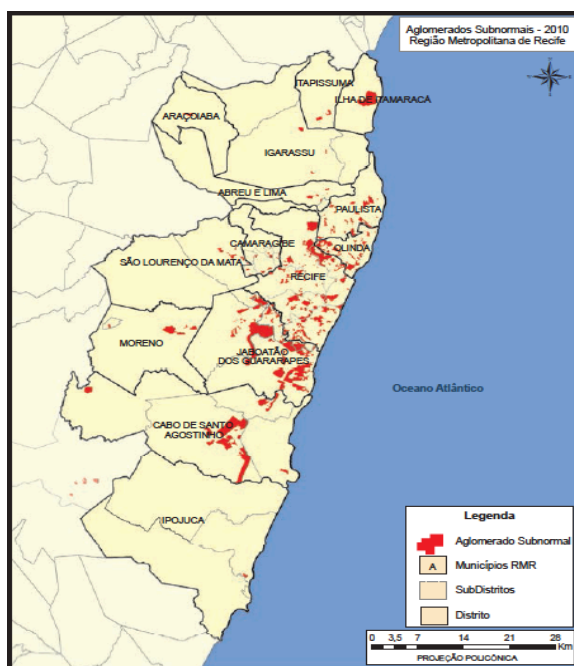 Aglomerados Subnormais - 2010
Região Metropolitana de Recife
ITAPISSUMA
ILHA DE ITAMARACÁ
ARAÇOIABA
IGARASSU
ABREU E LIMA
PAULISTA
CAMARAGIBE
OLINDA
SÃO LOURENÇO DA MATA
RECIFE
MORENO
JABOATÃO
DOS GUARARAPES
Oceano Atlântico
CABO DE SANTO
AGOSTINHO
IPOJUCA
Legenda
Aglomerado Subnormal
A Municípios RMR
SubDistritos
Distrito
0 3,5 7 14 21 28
Km
PROJEÇÃO POLICÔNICA